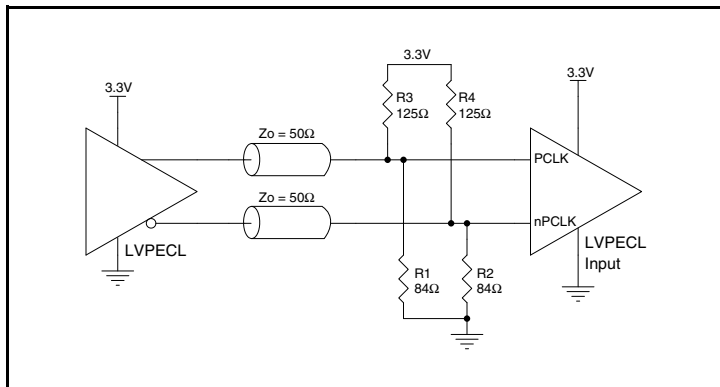 3.3V
3.3V
3.3V
R3
125Ω
R4
125Ω
Zo = 50Ω
PCLK
Zo = 50Ω
nPCLK
LVPECL
LVPECL
Input
R1
84Ω
R2
84Ω